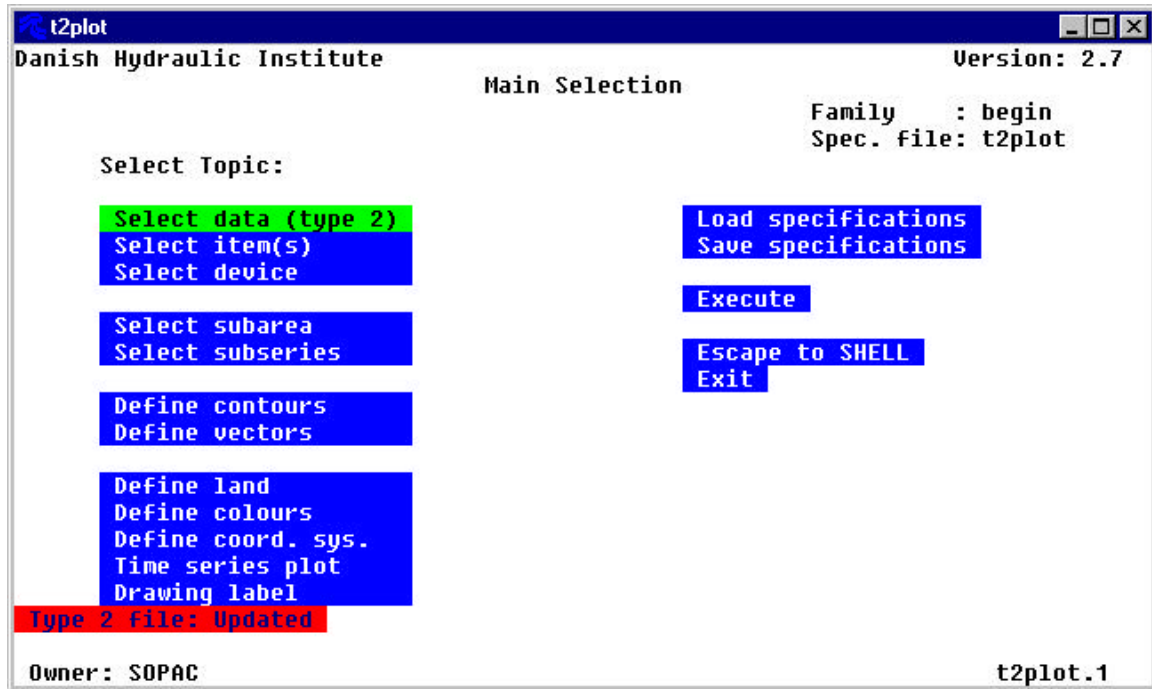 t2plot
Danish Hydraulic Institute Version: 2.7
Main Selection
Family : begin
Spec. file: t2plot
Select Topic:
Select data (type 2) Load specifications
Select item(s) Save specifications
Select device
Execute
Select subarea
Select subseries Escape to SHELL
Exit
Define contours
Define vectors
Define land
Define colours
Define coord. sys.
Time series plot
Drawing label
Type 2 file: Updated
Owner: SOPAC t2plot.1